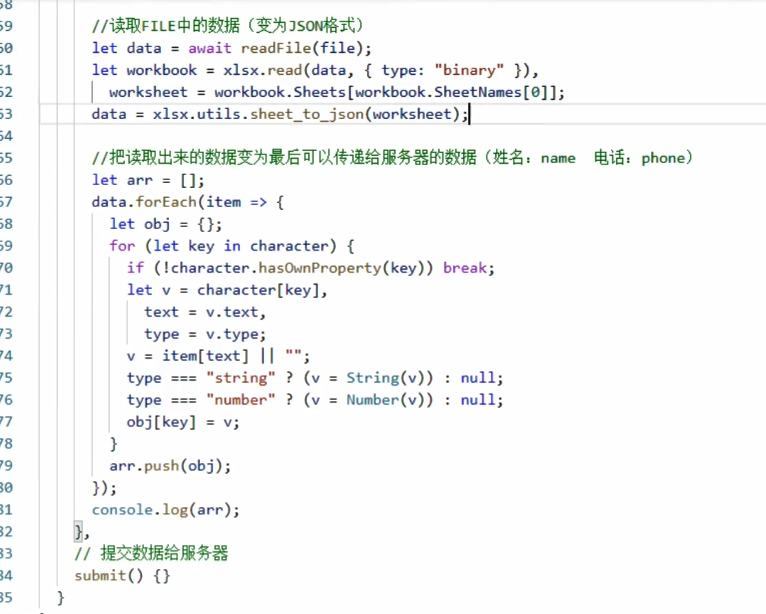 58
59 //读取FILE中的数据（变为JSON格式）
60 let data = await readFile(file);
61 let workbook = xlsx.read(data, { type: "binary" }),
62 worksheet = workbook.Sheets[workbook.SheetNames[0]];
63 data = xlsx.utils.sheet_to_json(worksheet);
64
65 //把读取出来的数据变为最后可以传递给服务器的数据（姓名：name  电话：phone）
66 let arr = [];
67 data.forEach(item => {
68 let obj = {};
69 for (let key in character) {
70 if (!character.hasOwnProperty(key)) break;
71 let v = character[key],
72 text = v.text,
73 type = v.type;
74 v = item[text] || "";
75 type === "string" ? (v = String(v)) : null;
76 type === "number" ? (v = Number(v)) : null;
77 obj[key] = v;
78 }
79 arr.push(obj);
80 });
81 console.log(arr);
82 },
83 // 提交数据给服务器
84 submit() {}
85 }